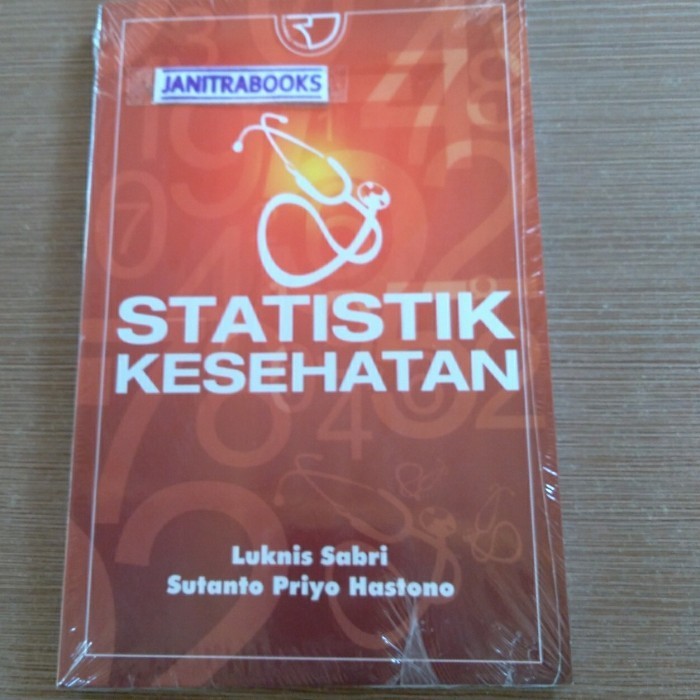 JANITRABOOKS
STATISTIK
KESEHATAN
Luknis Sabri
Sutanto Priyo Hastono